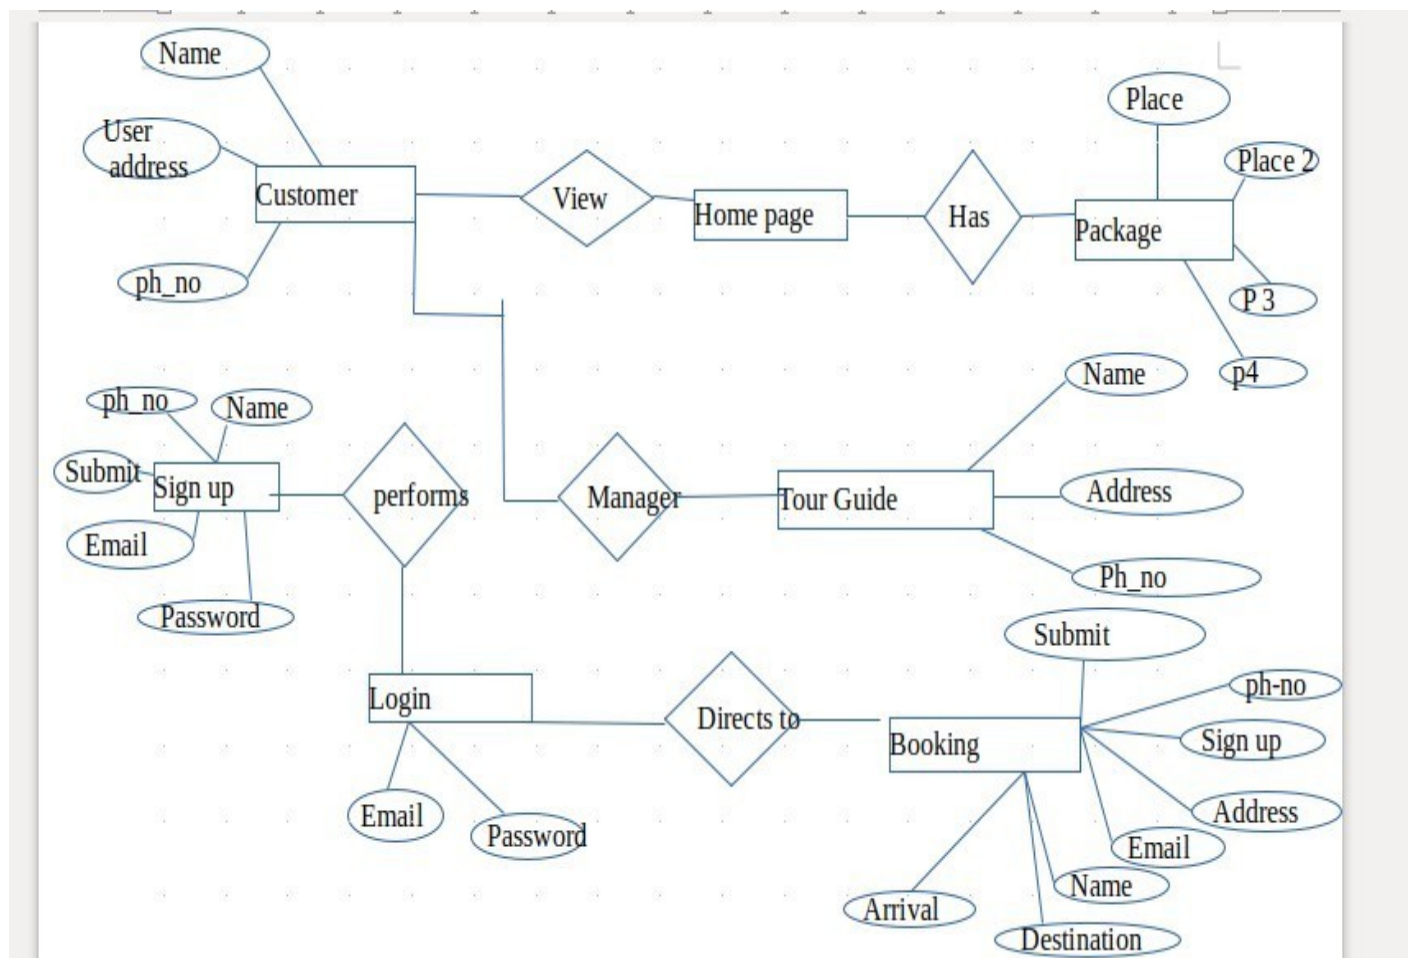 Name
Place
User
address
Place 2
Customer
View
Home page
Has
Package
ph_no
P 3
p4
Name
ph_no
Name
Submit
Sign up
performs
Manager
Tour Guide
Address
Email
Ph_no
Password
Submit
ph-no
Login
Directs to
Booking
Sign up
Email
Password
Address
Email
Name
Arrival
Destination